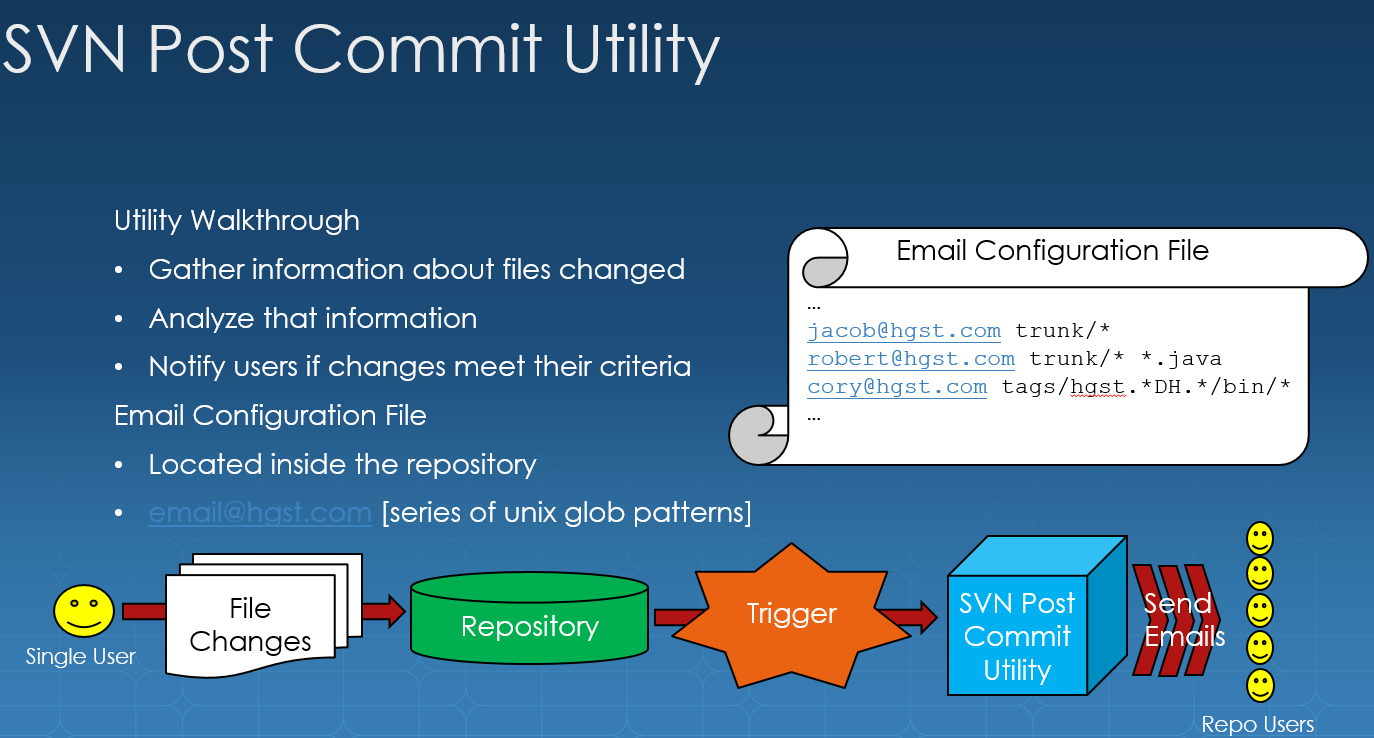 SVN Post Commit Utility
Utility Walkthrough
• Gather information about files changed
• Analyze that information
• Notify users if changes meet their criteria
Email Configuration File
• Located inside the repository
• email@hgst.com [series of unix glob patterns]
Email Configuration File
...
jacob@hgst.com trunk/*
robert@hgst.com trunk/* *.java
cory@hgst.com tags/hgst.*DH.*/bin/*
...
Single User
File
Changes
Repository
Trigger
SVN Post
Commit
Utility
Send
Emails
Repo Users